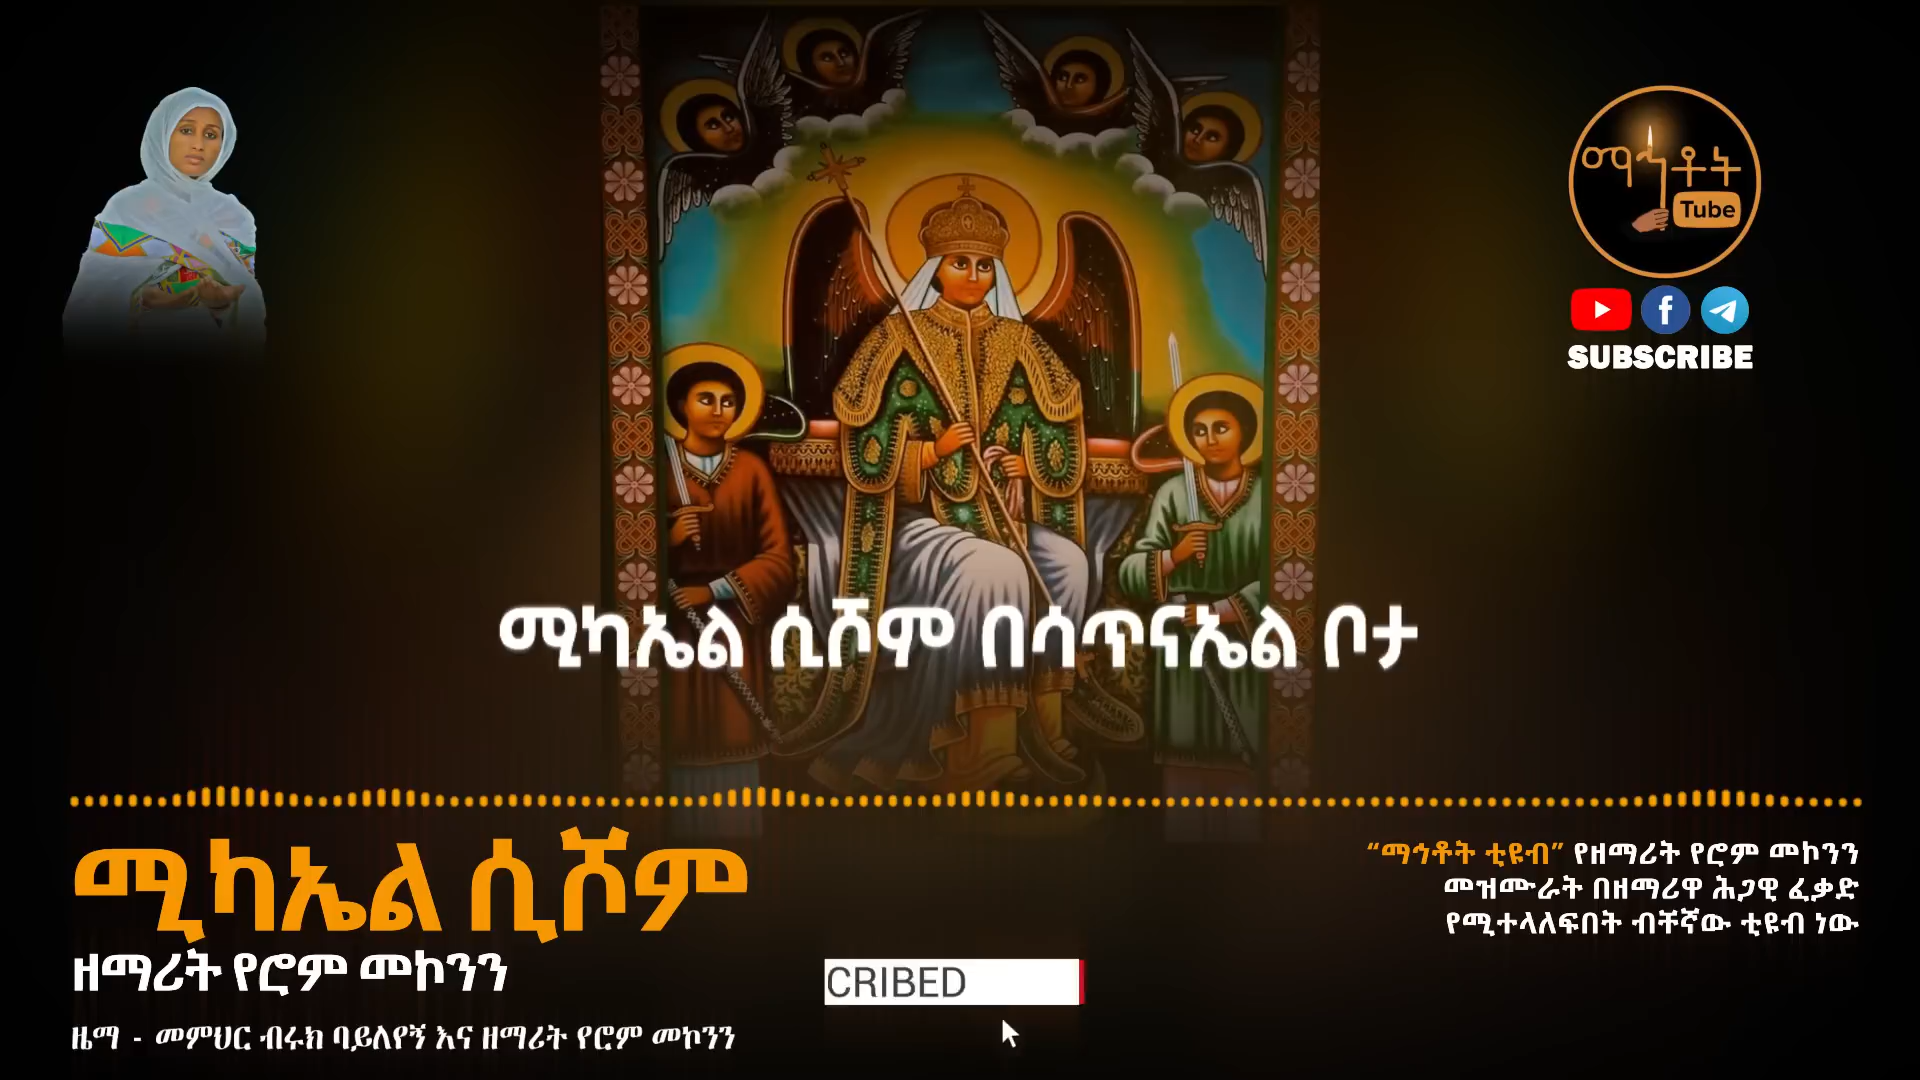 ማኅቶት
Tube
SUBSCRIBE
ሚካኤል ሲሾም በሳጥናኤል ቦታ
ሚካኤል ሲሾም
ዘማሪት የሮም መኮንን
ዜማ - መምህር ብሩክ ባይለየኝ እና ዘማሪት የሮም መኮንን
CRIBED
“ማኅቶት ቲዩብ” የዘማሪት የሮም መኮንን
መዝሙራት በዘማሪዋ ሕጋዊ ፈቃድ
የሚተላለፍበት ብቸኛው ቲዩብ ነው